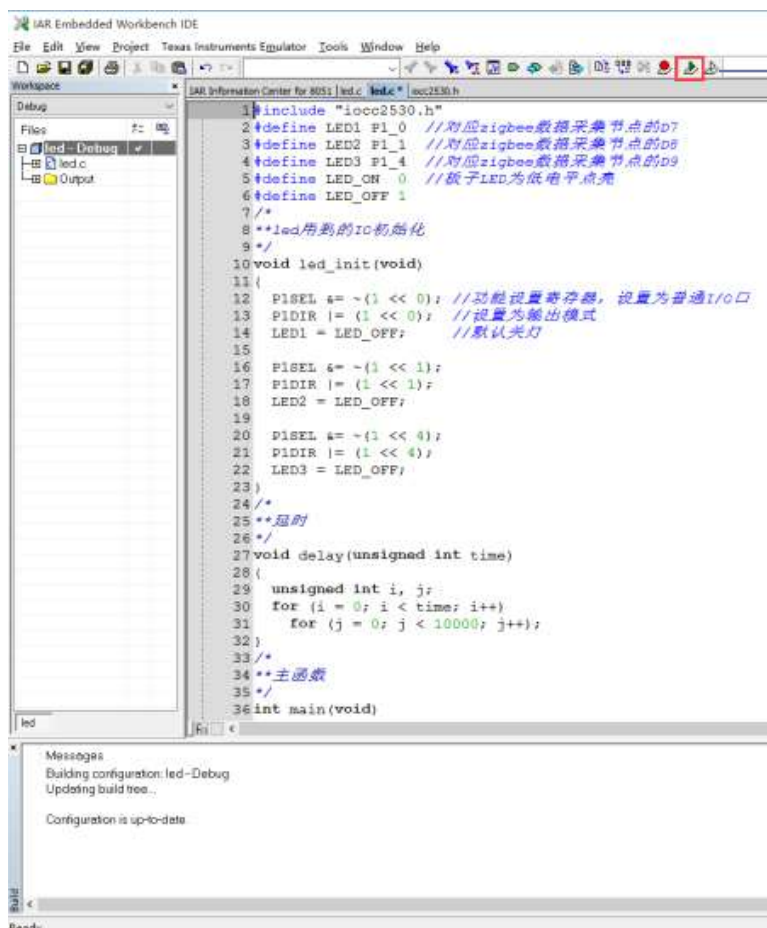 IAR Embedded Workbench IDE
File Edit View Project Texas Instruments Emulator Tools Window Help
Workspace
IAR Information Center for 8051 led.c led.c * iocc2530.h
Debug
Files
led - Debug
led.c
Output
led
1 #include "iocc2530.h"
2 #define LED1 P1_0 //对应zigbee数据采集节点的D7
3 #define LED2 P1_1 //对应zigbee数据采集节点的D8
4 #define LED3 P1_4 //对应zigbee数据采集节点的D9
5 #define LED_ON 0 //板子LED为低电平点亮
6 #define LED_OFF 1
7 /*
8 **led用到的IO初始化
9 */
10 void led_init(void)
11 {
12 P1SEL &= ~(1 << 0); //功能设置寄存器，设置为普通I/O口
13 P1DIR |= (1 << 0); //设置为输出模式
14 LED1 = LED_OFF; //默认关灯
15
16 P1SEL &= ~(1 << 1);
17 P1DIR |= (1 << 1);
18 LED2 = LED_OFF;
19
20 P1SEL &= ~(1 << 4);
21 P1DIR |= (1 << 4);
22 LED3 = LED_OFF;
23 }
24 /*
25 **延时
26 */
27 void delay(unsigned int time)
28 {
29 unsigned int i, j;
30 for (i = 0; i < time; i++)
31 for (j = 0; j < 10000; j++);
32 }
33 /*
34 **主函数
35 */
36 int main(void)
Messages
Building configuration: led - Debug
Updating build tree...
Configuration is up-to-date.
Build
Ready